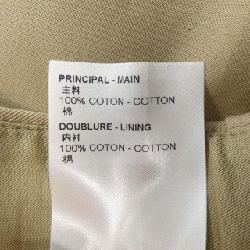 PRINCIPAL - MAIN
主料
100% COTON - COTTON
棉
DOUBLURE - LINING
内衬
100% COTON - COTTON
棉